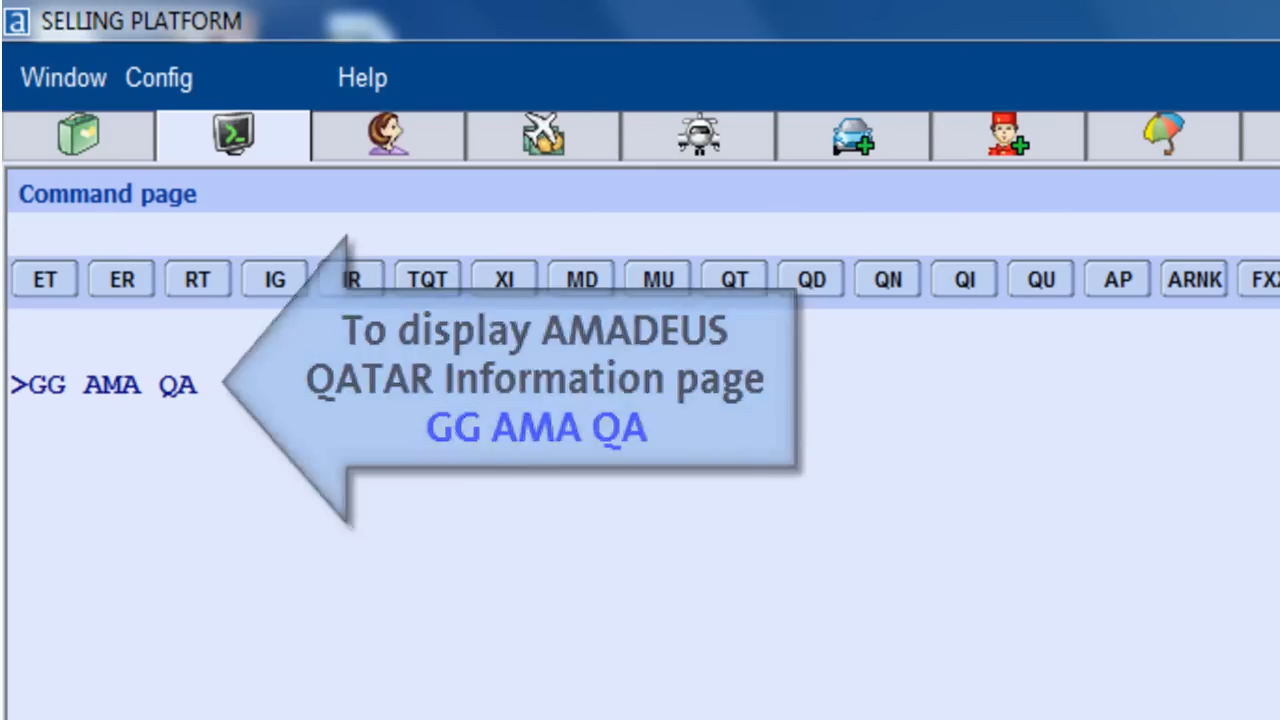 a SELLING PLATFORM
Window Config Help
Command page
ET ER RT IG IR TQT XI MD MU QT QD QN QI QU AP ARNK
To display AMADEUS
QATAR Information page
>GG AMA QA
GG AMA QA